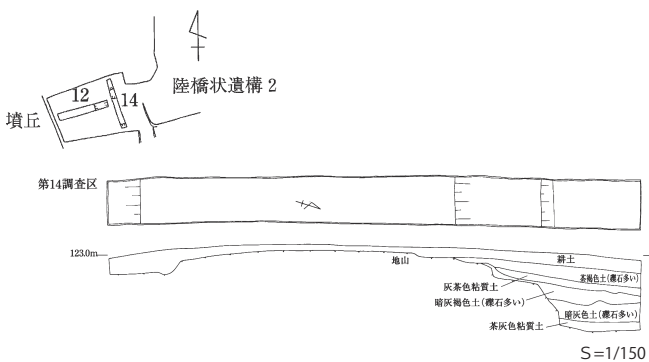 陸橋状遺構 2
12
14
墳丘
第14調査区
123.0m
地山
耕土
茶褐色土(礫石多い)
灰茶色粘質土
暗灰褐色土(礫石多い)
暗灰色土(礫石多い)
茶灰色粘質土
S=1/150